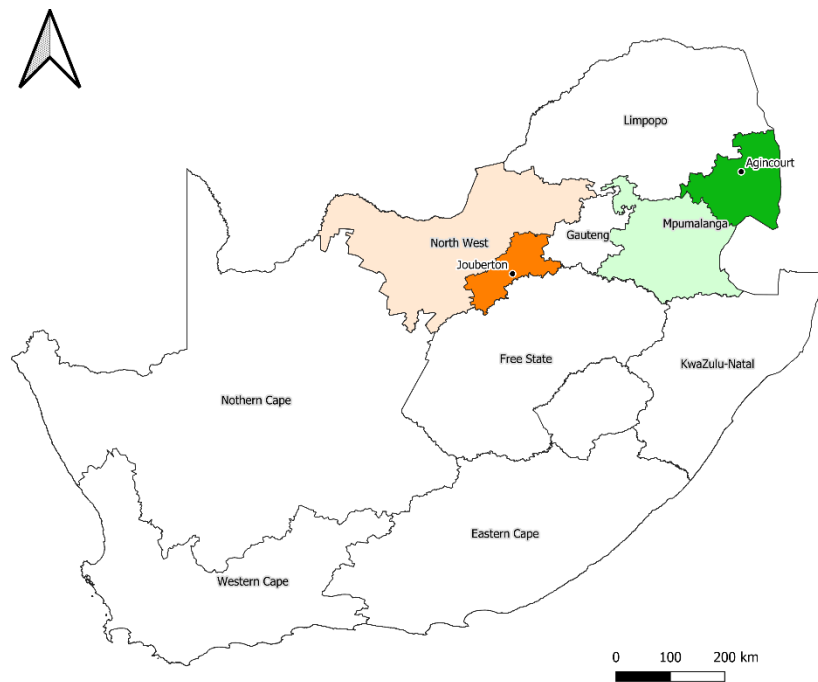 Limpopo
Agincourt
Mpumalanga
North West
Gauteng
Jouberton
Free State
KwaZulu-Natal
Nothern Cape
Eastern Cape
Western Cape
0 100 200 km